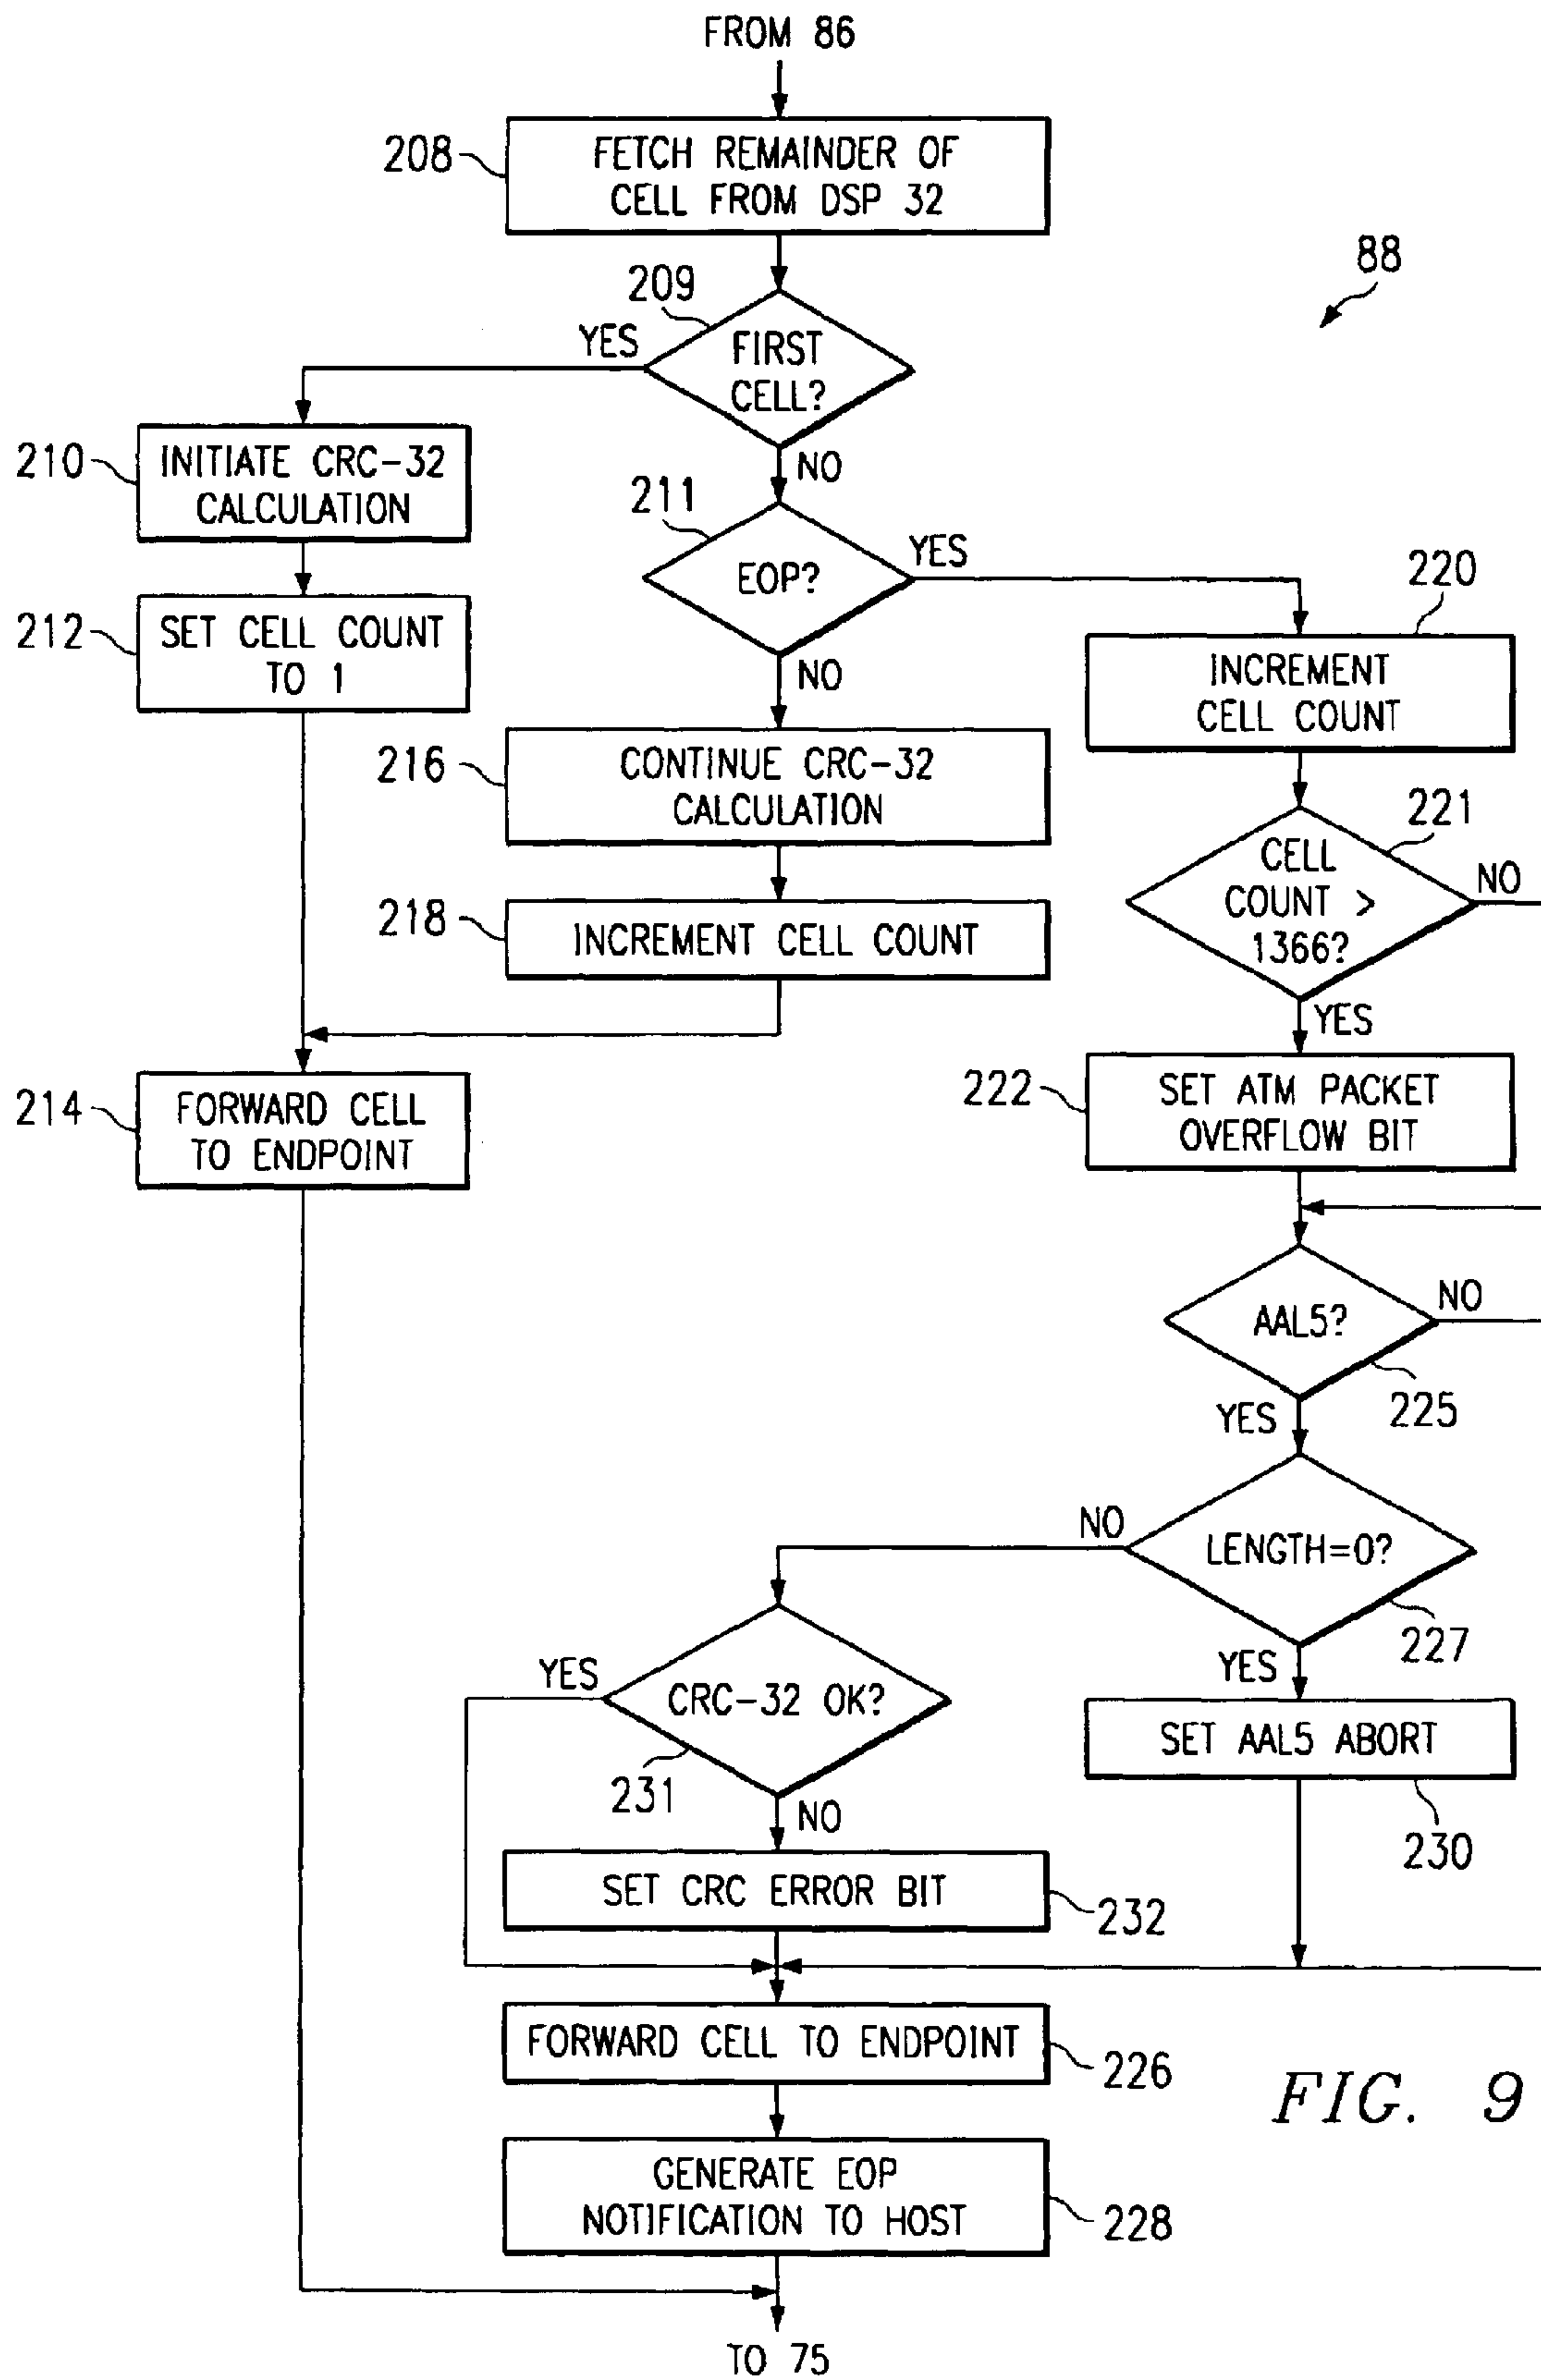 FROM 86
208
FETCH REMAINDER OF
CELL FROM DSP 32
88
209
YES
FIRST
CELL?
NO
210
INITIATE CRC-32
CALCULATION
211
EOP?
YES
NO
220
212
SET CELL COUNT
TO 1
INCREMENT
CELL COUNT
216
CONTINUE CRC-32
CALCULATION
221
CELL
COUNT >
1366?
NO
YES
218
INCREMENT CELL COUNT
214
FORWARD CELL
TO ENDPOINT
222
SET ATM PACKET
OVERFLOW BIT
AAL5?
NO
225
YES
NO
LENGTH=0?
227
YES
YES
CRC-32 OK?
231
NO
SET AAL5 ABORT
230
SET CRC ERROR BIT
232
FORWARD CELL TO ENDPOINT
226
FIG. 9
GENERATE EOP
NOTIFICATION TO HOST
228
TO 75